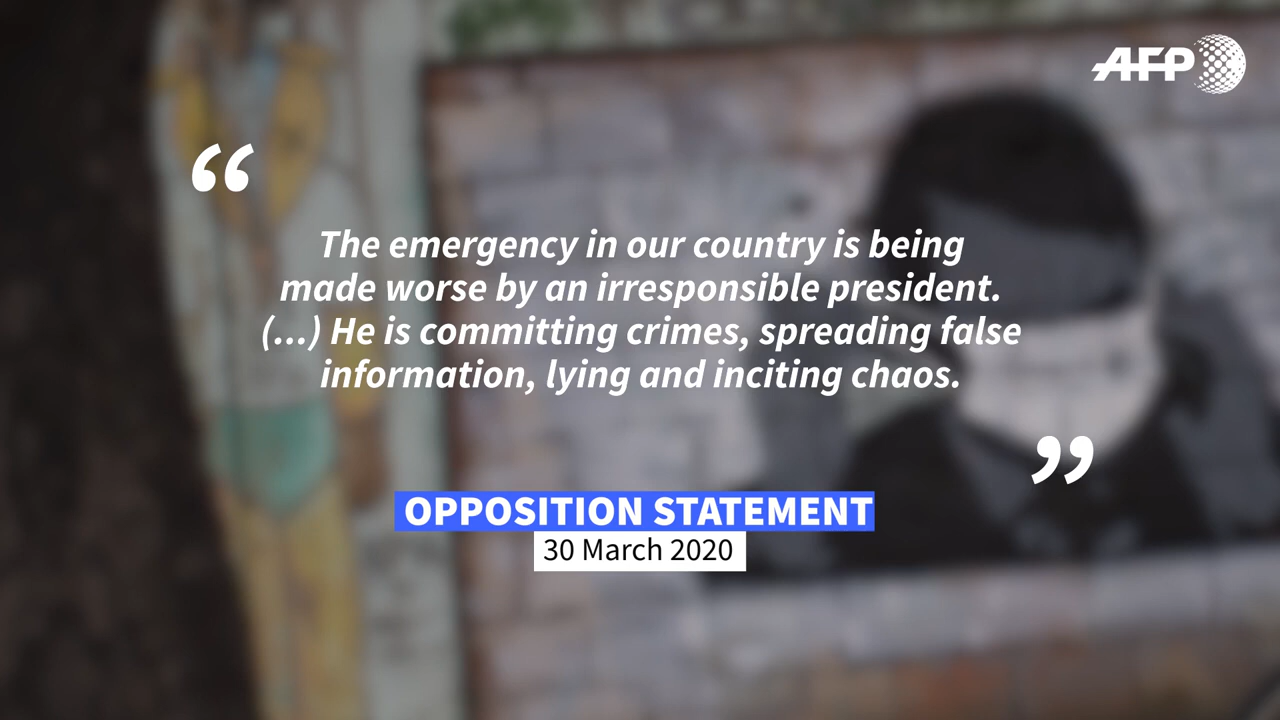 AFP
“
The emergency in our country is being
made worse by an irresponsible president.
(...) He is committing crimes, spreading false
information, lying and inciting chaos.
”
OPPOSITION STATEMENT
30 March 2020